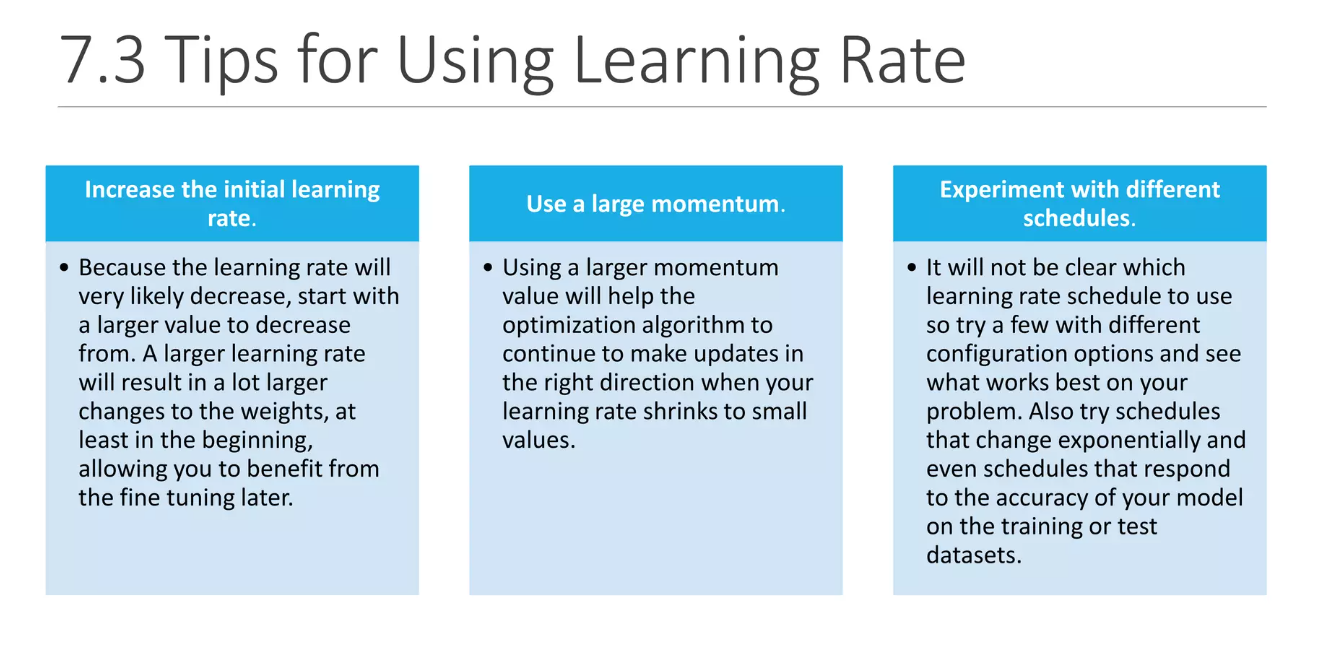 7.3 Tips for Using Learning Rate
Increase the initial learning
rate.
• Because the learning rate will
very likely decrease, start with
a larger value to decrease
from. A larger learning rate
will result in a lot larger
changes to the weights, at
least in the beginning,
allowing you to benefit from
the fine tuning later.
Use a large momentum.
• Using a larger momentum
value will help the
optimization algorithm to
continue to make updates in
the right direction when your
learning rate shrinks to small
values.
Experiment with different
schedules.
• It will not be clear which
learning rate schedule to use
so try a few with different
configuration options and see
what works best on your
problem. Also try schedules
that change exponentially and
even schedules that respond
to the accuracy of your model
on the training or test
datasets.